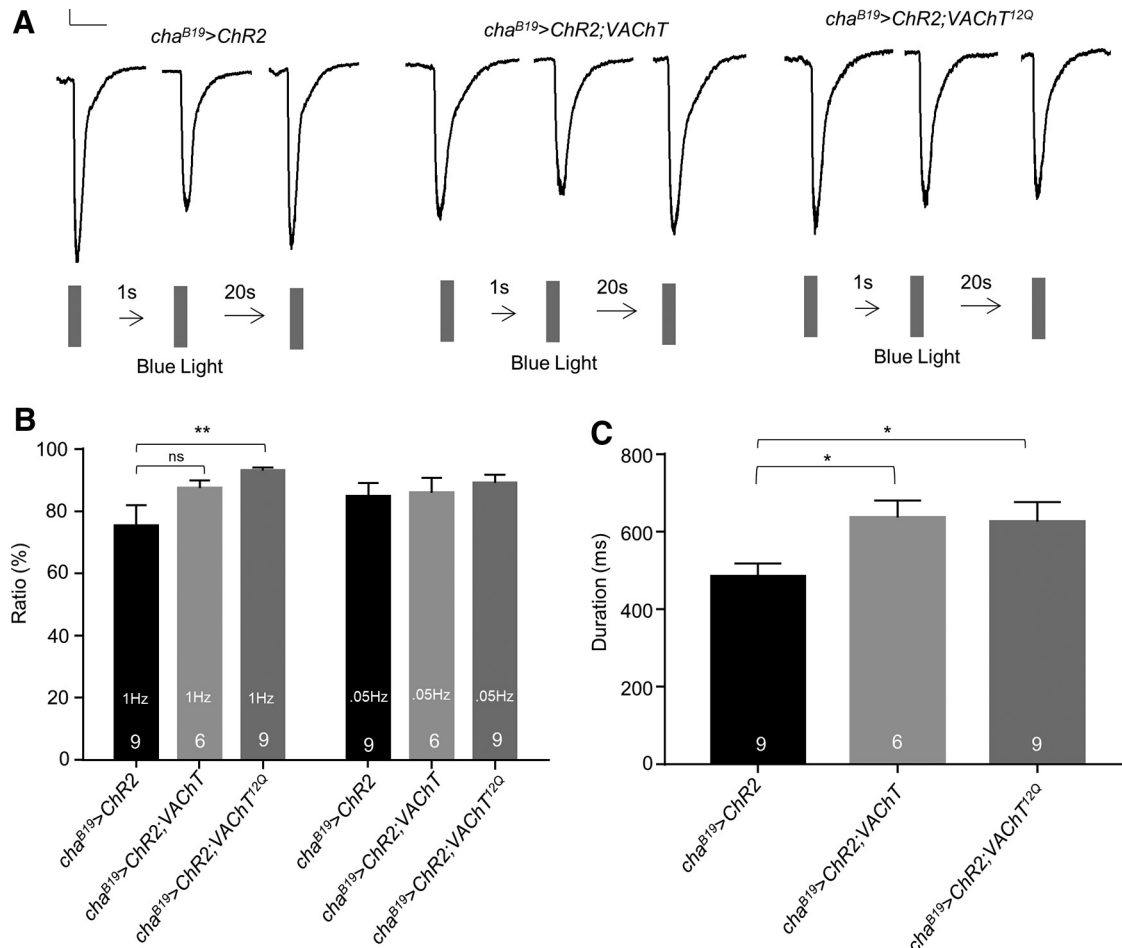 A
chaB19>ChR2
chaB19>ChR2;VAChT
chaB19>ChR2;VAChT12Q
1s
20s
Blue Light
1s
20s
Blue Light
1s
20s
Blue Light
B
**
ns
Ratio (%)
100
80
60
40
20
0
1Hz
1Hz
1Hz
.05Hz
.05Hz
.05Hz
9
6
9
9
6
9
chaB19>ChR2
chaB19>ChR2;VAChT
chaB19>ChR2;VAChT12Q
chaB19>ChR2
chaB19>ChR2;VAChT
chaB19>ChR2;VAChT12Q
C
*
*
Duration (ms)
800
600
400
200
0
9
6
9
chaB19>ChR2
chaB19>ChR2;VAChT
chaB19>ChR2;VAChT12Q